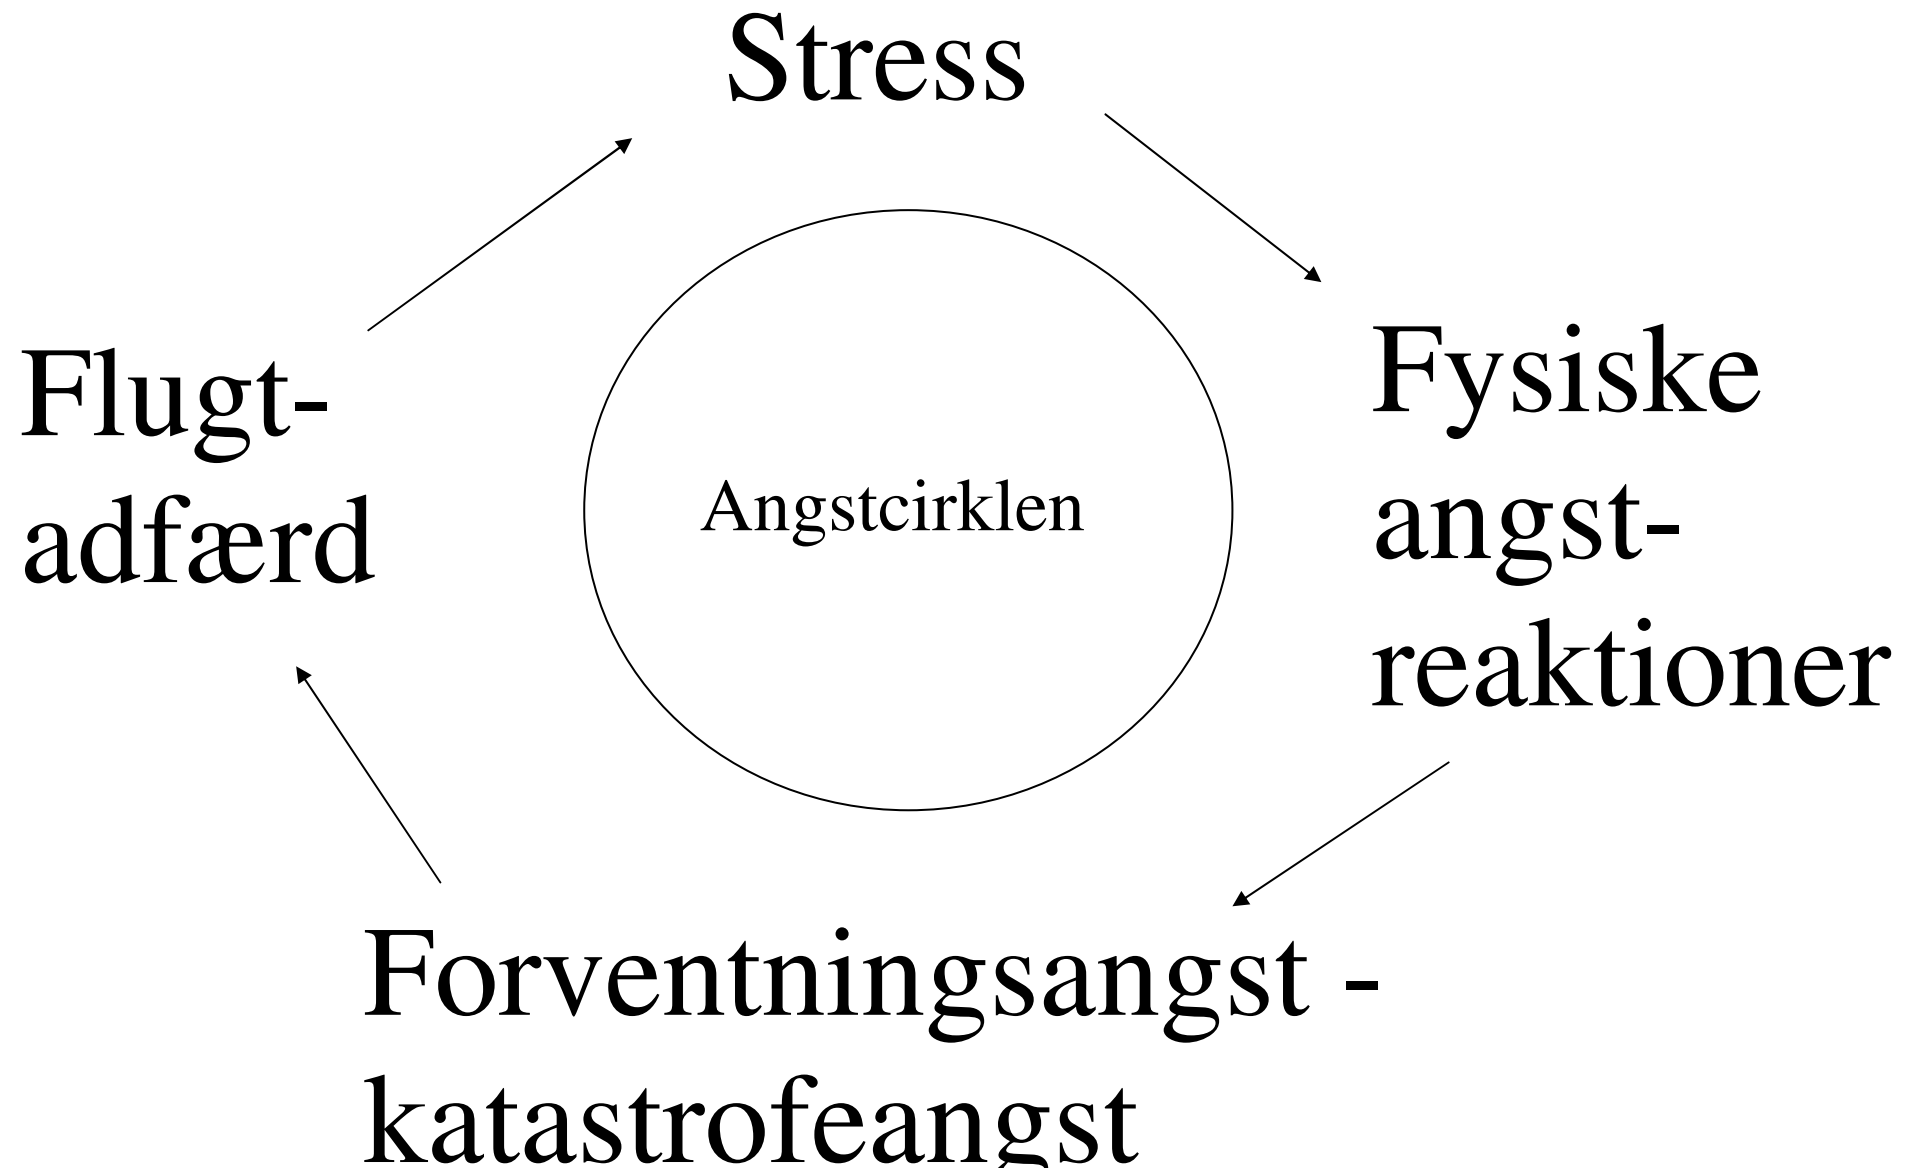 Stress
Flugt-
adfærd
Angstcirklen
Fysiske
angst-
reaktioner
Forventningsangst -
katastrofeangst